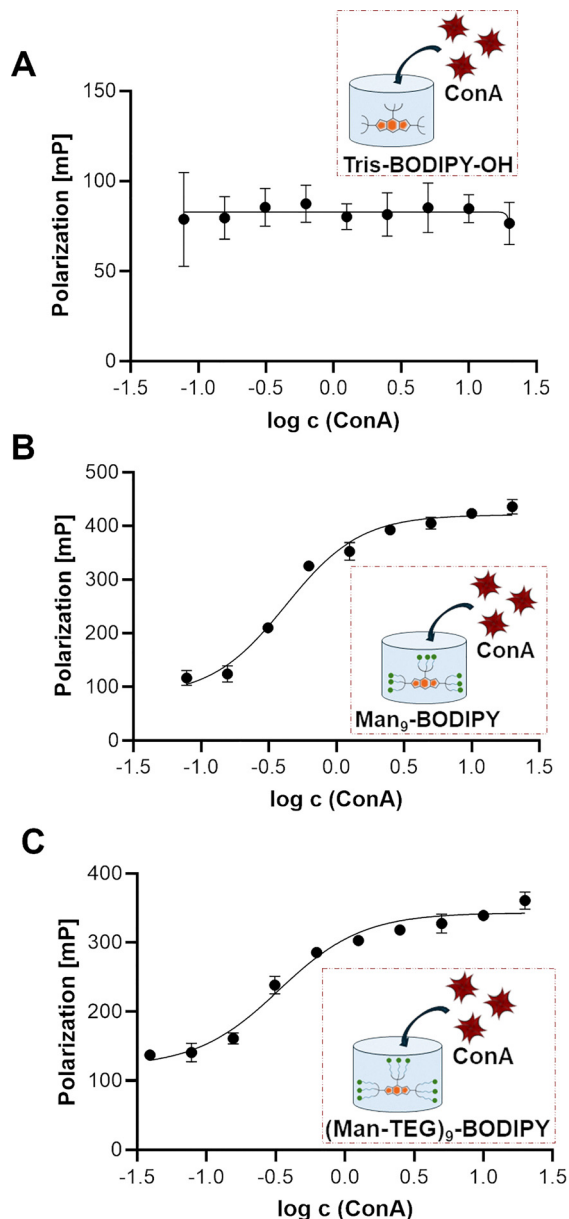 A
ConA
Tris-BODIPY-OH
Polarization [mP]
150
100
50
0
-1.5 -1.0 -0.5 0.0 0.5 1.0 1.5
log c (ConA)
B
Polarization [mP]
500
400
300
200
100
0
ConA
Man9-BODIPY
-1.5 -1.0 -0.5 0.0 0.5 1.0 1.5
log c (ConA)
C
Polarization [mP]
400
300
200
100
0
ConA
(Man-TEG)9-BODIPY
-1.5 -1.0 -0.5 0.0 0.5 1.0 1.5
log c (ConA)